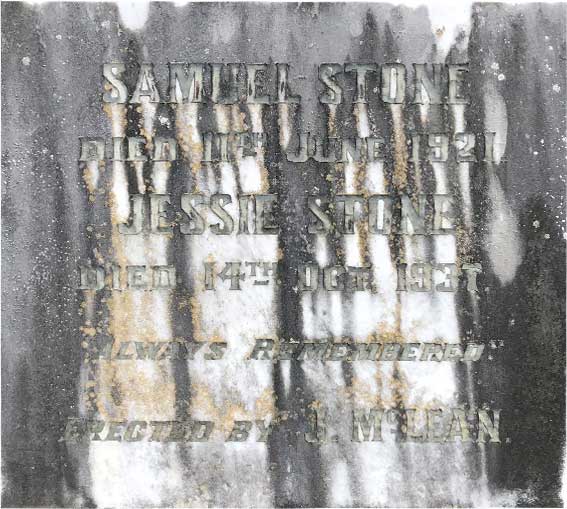 SAMUEL STONE
DIED 11TH JUNE 1921.
JESSIE STONE
DIED 14TH OCT. 1937.
"ALWAYS REMEMBERED"
ERECTED BY J. MCLEAN.